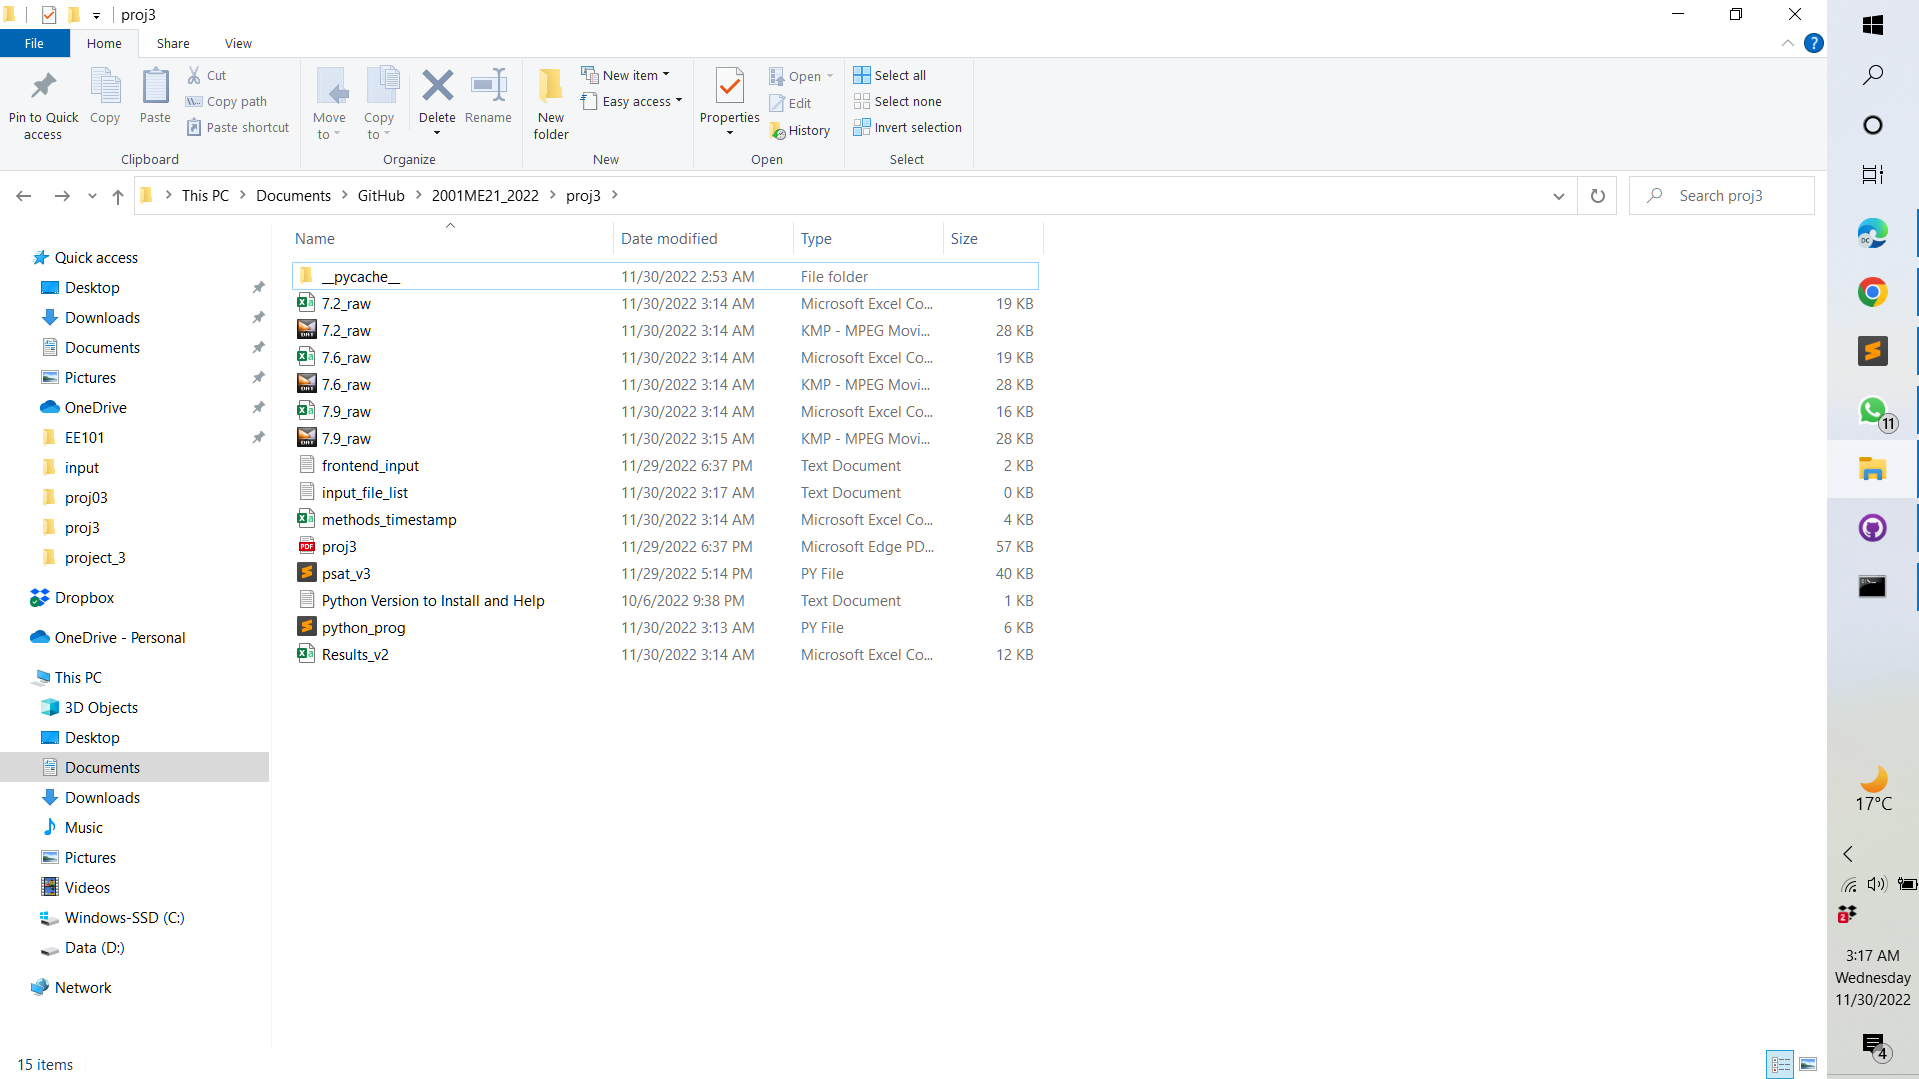 proj3
File Home Share View
Pin to Quick access
Copy
Paste
Cut
Copy path
Paste shortcut
Clipboard
Move to
Copy to
Delete
Rename
Organize
New folder
New item
Easy access
New
Properties
Open
Edit
History
Open
Select all
Select none
Invert selection
Select
This PC > Documents > GitHub > 2001ME21_2022 > proj3 >
Search proj3
Quick access
Desktop
Downloads
Documents
Pictures
OneDrive
EE101
input
proj03
proj3
project_3
Dropbox
OneDrive - Personal
This PC
3D Objects
Desktop
Documents
Downloads
Music
Pictures
Videos
Windows-SSD (C:)
Data (D:)
Network
Name Date modified Type Size
__pycache__ 11/30/2022 2:53 AM File folder
7.2_raw 11/30/2022 3:14 AM Microsoft Excel Co... 19 KB
7.2_raw 11/30/2022 3:14 AM KMP - MPEG Movi... 28 KB
7.6_raw 11/30/2022 3:14 AM Microsoft Excel Co... 19 KB
7.6_raw 11/30/2022 3:14 AM KMP - MPEG Movi... 28 KB
7.9_raw 11/30/2022 3:14 AM Microsoft Excel Co... 16 KB
7.9_raw 11/30/2022 3:15 AM KMP - MPEG Movi... 28 KB
frontend_input 11/29/2022 6:37 PM Text Document 2 KB
input_file_list 11/30/2022 3:17 AM Text Document 0 KB
methods_timestamp 11/30/2022 3:14 AM Microsoft Excel Co... 4 KB
proj3 11/29/2022 6:37 PM Microsoft Edge PD... 57 KB
psat_v3 11/29/2022 5:14 PM PY File 40 KB
Python Version to Install and Help 10/6/2022 9:38 PM Text Document 1 KB
python_prog 11/30/2022 3:13 AM PY File 6 KB
Results_v2 11/30/2022 3:14 AM Microsoft Excel Co... 12 KB
15 items
DC
11
17°C
2
3:17 AM
Wednesday
11/30/2022
4